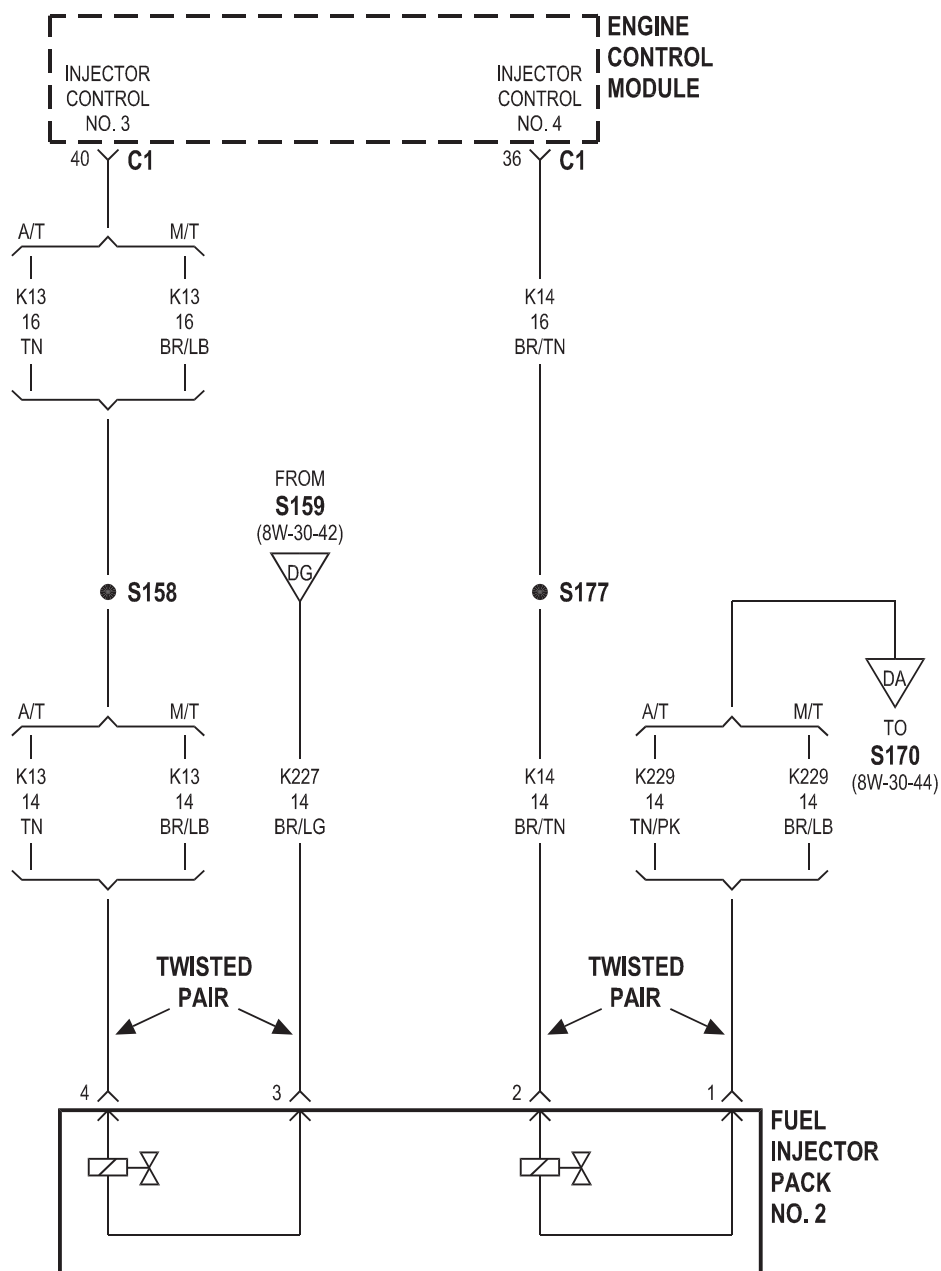 ENGINE
CONTROL
MODULE
INJECTOR
CONTROL
NO. 3
INJECTOR
CONTROL
NO. 4
40 C1
36 C1
A/T M/T
K13
16
TN
K13
16
BR/LB
K14
16
BR/TN
FROM
S159
(8W-30-42)
DG
S158
S177
DA
TO
S170
(8W-30-44)
A/T M/T
K13
14
TN
K13
14
BR/LB
K227
14
BR/LG
K14
14
BR/TN
A/T M/T
K229
14
TN/PK
K229
14
BR/LB
TWISTED
PAIR
TWISTED
PAIR
4 3 2 1
FUEL
INJECTOR
PACK
NO. 2